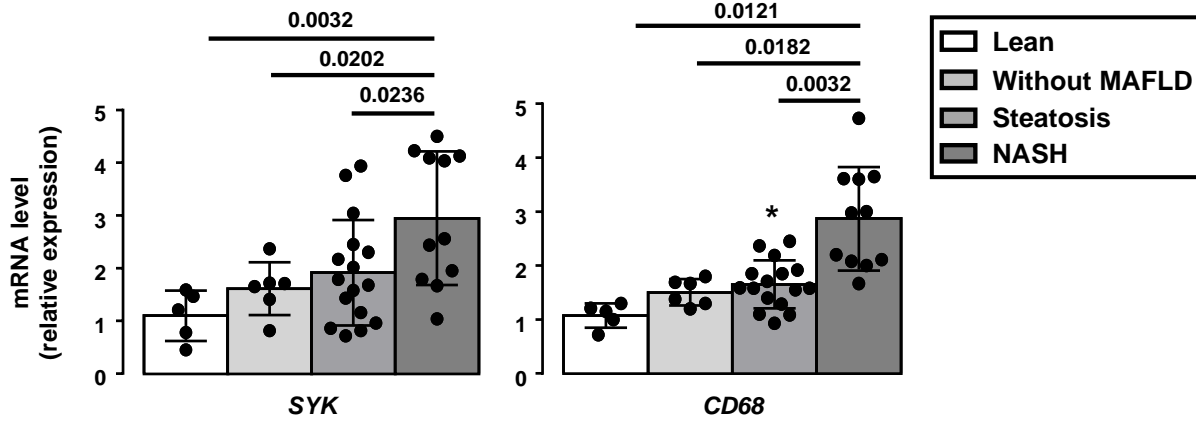 0.0032
0.0202
0.0236
0.0121
0.0182
0.0032
Lean
Without MAFLD
Steatosis
NASH
mRNA level
(relative expression)
5
4
3
2
1
0
SYK
5
4
3
2
1
0
*
CD68